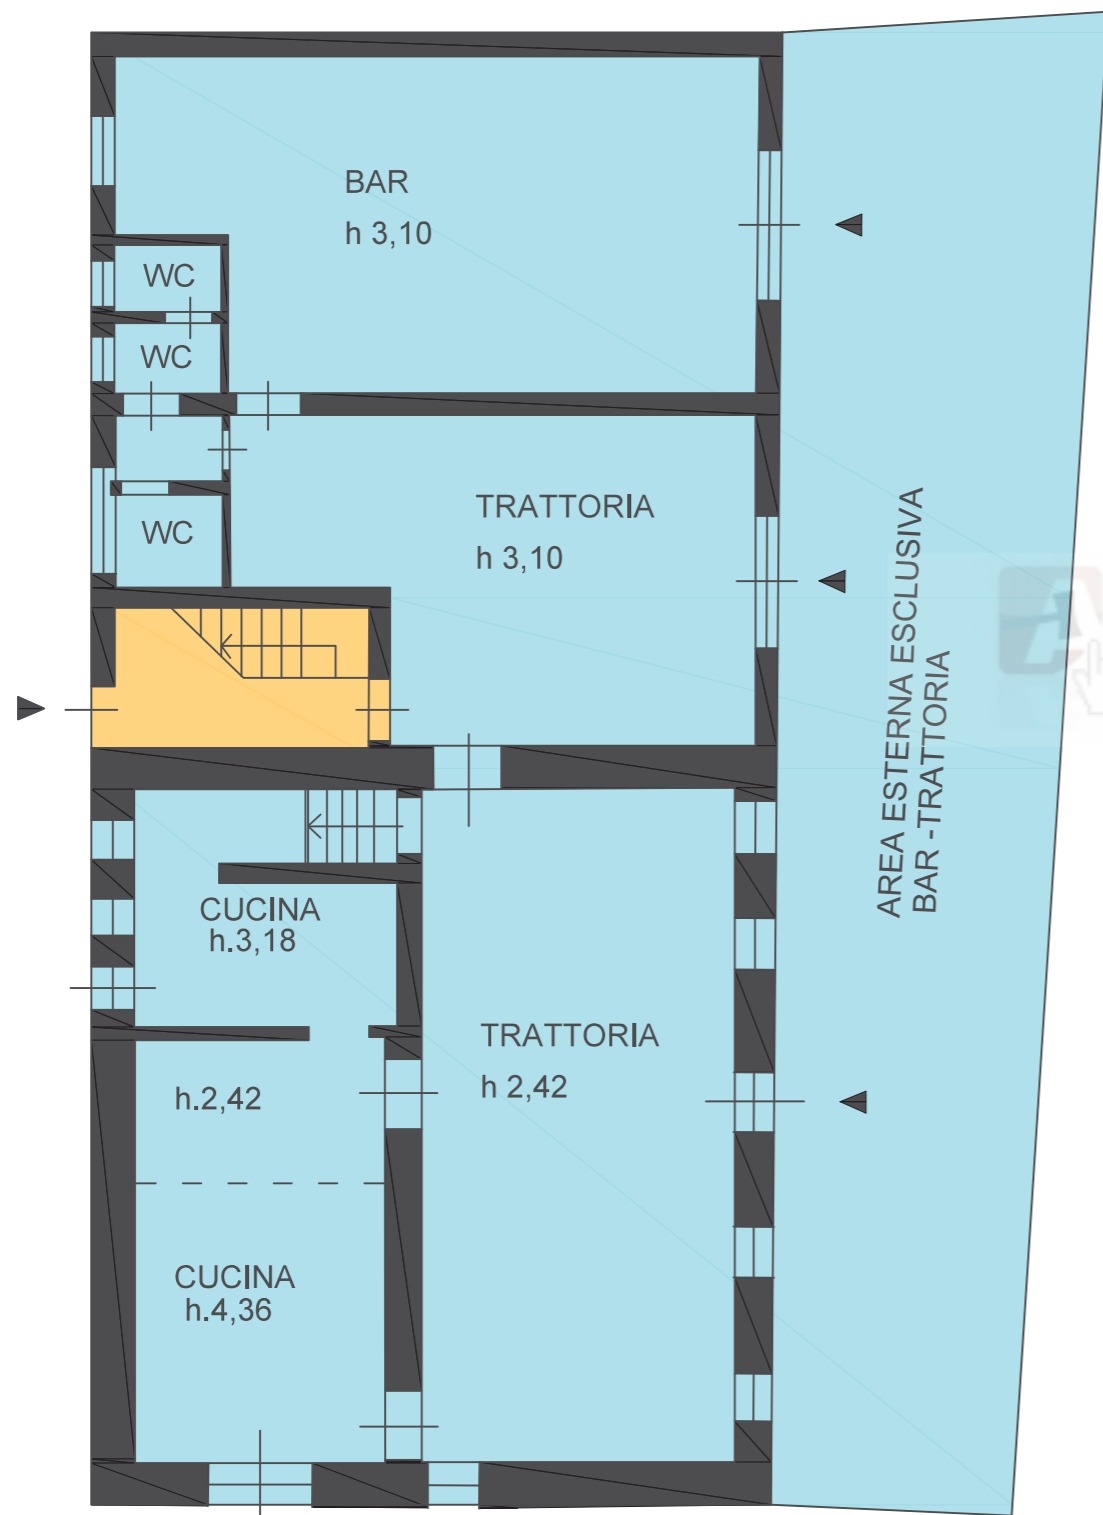 BAR
h 3,10
WC
WC
TRATTORIA
h 3,10
WC
AREA ESTERNA ESCLUSIVA
BAR -TRATTORIA
CUCINA
h.3,18
TRATTORIA
h 2,42
h.2,42
CUCINA
h.4,36